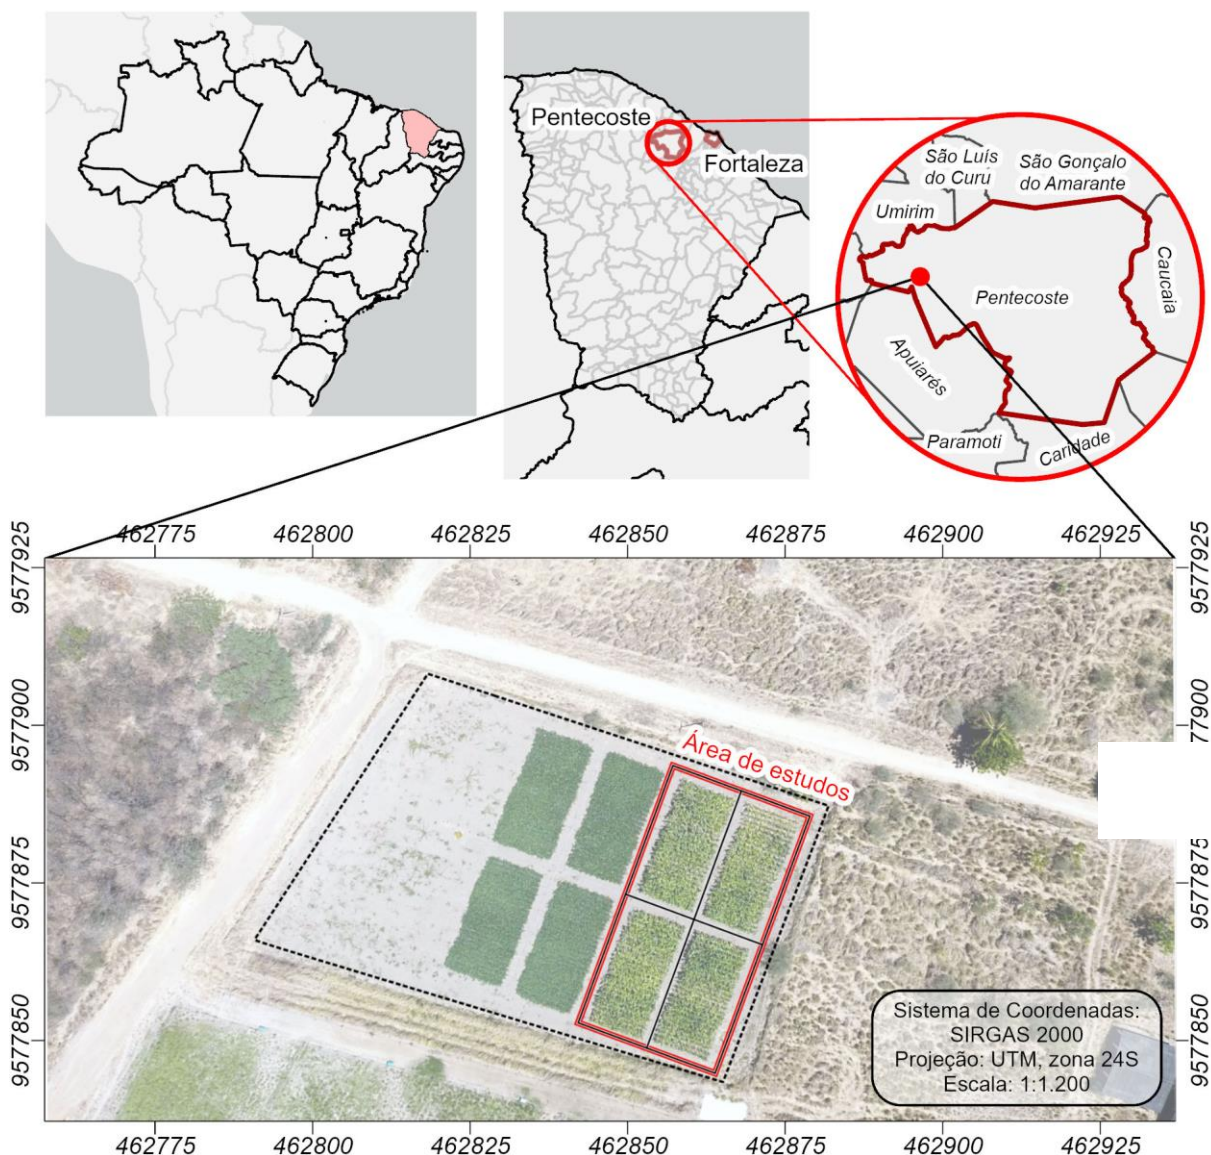 Pentecoste
Fortaleza
São Luís
do Curu
São Gonçalo
do Amarante
Umirim
Caucaia
Pentecoste
Apuiarés
Paramoti
Caridade
462775 462800 462825 462850 462875 462900 462925
9577925
9577900
9577875
9577850
9577925
9577900
9577875
9577850
Área de estudos
Sistema de Coordenadas:
SIRGAS 2000
Projeção: UTM, zona 24S
Escala: 1:1.200
462775 462800 462825 462850 462875 462900 462925